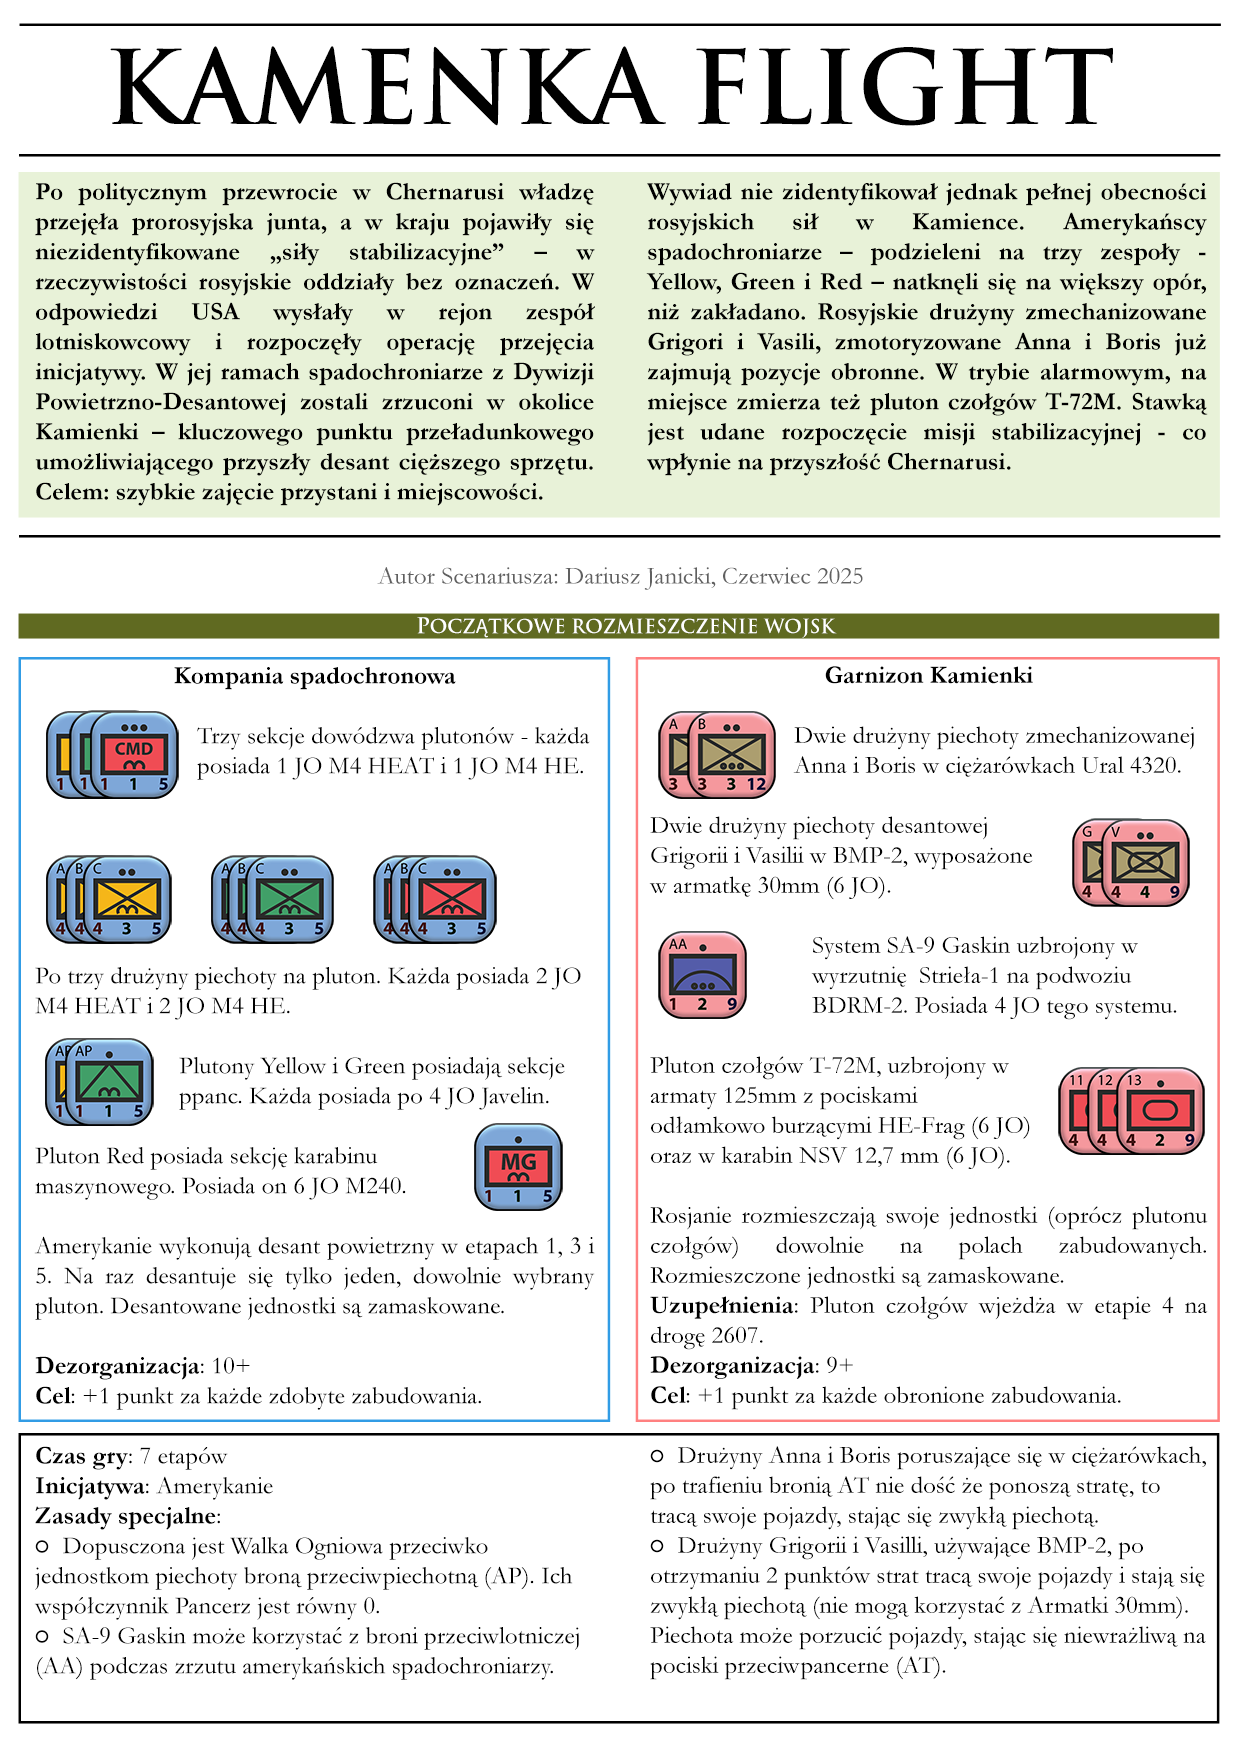 KAMENKA FLIGHT
Po politycznym przewrocie w Chernarusi władzę
przejęła prorosyjska junta, a w kraju pojawiły się
niezidentyfikowane „siły stabilizacyjne” – w
rzeczywistości rosyjskie oddziały bez oznaczeń. W
odpowiedzi USA wysłały w rejon zespół
lotniskowcowy i rozpoczęły operację przejęcia
inicjatywy. W jej ramach spadochroniarze z Dywizji
Powietrzno-Desantowej zostali zrzuconi w okolice
Kamienki – kluczowego punktu przeładunkowego
umożliwiającego przyszły desant cięższego sprzętu.
Celem: szybkie zajęcie przystani i miejscowości.
Wywiad nie zidentyfikował jednak pełnej obecności
rosyjskich sił w Kamience. Amerykańscy
spadochroniarze – podzieleni na trzy zespoły -
Yellow, Green i Red – natknęli się na większy opór,
niż zakładano. Rosyjskie drużyny zmechanizowane
Grigori i Vasili, zmotoryzowane Anna i Boris już
zajmują pozycje obronne. W trybie alarmowym, na
miejsce zmierza też pluton czołgów T-72M. Stawką
jest udane rozpoczęcie misji stabilizacyjnej - co
wpłynie na przyszłość Chernarusi.
Autor Scenariusza: Dariusz Janicki, Czerwiec 2025
POCZĄTKOWE ROZMIESZCZENIE WOJSK
Kompania spadochronowa
CMD
1 1 1 1 5
Trzy sekcje dowódzwa plutonów - każda
posiada 1 JO M4 HEAT i 1 JO M4 HE.
A B C
4 4 4 3 5
A B C
4 4 4 3 5
A B C
4 4 4 3 5
Po trzy drużyny piechoty na pluton. Każda posiada 2 JO
M4 HEAT i 2 JO M4 HE.
AP AP
1 1 1 5
Plutony Yellow i Green posiadają sekcje
ppanc. Każda posiada po 4 JO Javelin.
Pluton Red posiada sekcję karabinu
maszynowego. Posiada on 6 JO M240.
MG
1 1 5
Amerykanie wykonują desant powietrzny w etapach 1, 3 i
5. Na raz desantuje się tylko jeden, dowolnie wybrany
pluton. Desantowane jednostki są zamaskowane.
Dezorganizacja: 10+
Cel: +1 punkt za każde zdobyte zabudowania.
Garnizon Kamienki
A B
3 3 3 12
Dwie drużyny piechoty zmechanizowanej
Anna i Boris w ciężarówkach Ural 4320.
Dwie drużyny piechoty desantowej
Grigorii i Vasilii w BMP-2, wyposażone
w armatkę 30mm (6 JO).
G V
4 4 4 9
AA
1 2 9
System SA-9 Gaskin uzbrojony w
wyrzutnię Strieła-1 na podwoziu
BDRM-2. Posiada 4 JO tego systemu.
Pluton czołgów T-72M, uzbrojony w
armaty 125mm z pociskami
odłamkowo burzącymi HE-Frag (6 JO)
oraz w karabin NSV 12,7 mm (6 JO).
11 12 13
4 4 4 2 9
Rosjanie rozmieszczają swoje jednostki (oprócz plutonu
czołgów) dowolnie na polach zabudowanych.
Rozmieszczone jednostki są zamaskowane.
Uzupełnienia: Pluton czołgów wjeżdża w etapie 4 na
drogę 2607.
Dezorganizacja: 9+
Cel: +1 punkt za każde obronione zabudowania.
Czas gry: 7 etapów
Inicjatywa: Amerykanie
Zasady specjalne:
○ Dopuszczona jest Walka Ogniowa przeciwko
jednostkom piechoty broną przeciwpiechotną (AP). Ich
współczynnik Pancerz jest równy 0.
○ SA-9 Gaskin może korzystać z broni przeciwlotniczej
(AA) podczas zrzutu amerykańskich spadochroniarzy.
○ Drużyny Anna i Boris poruszające się w ciężarówkach,
po trafieniu bronią AT nie dość że ponoszą stratę, to
tracą swoje pojazdy, stając się zwykłą piechotą.
○ Drużyny Grigorii i Vasilli, używające BMP-2, po
otrzymaniu 2 punktów strat tracą swoje pojazdy i stają się
zwykłą piechotą (nie mogą korzystać z Armatki 30mm).
Piechota może porzucić pojazdy, stając się niewrażliwą na
pociski przeciwpancerne (AT).